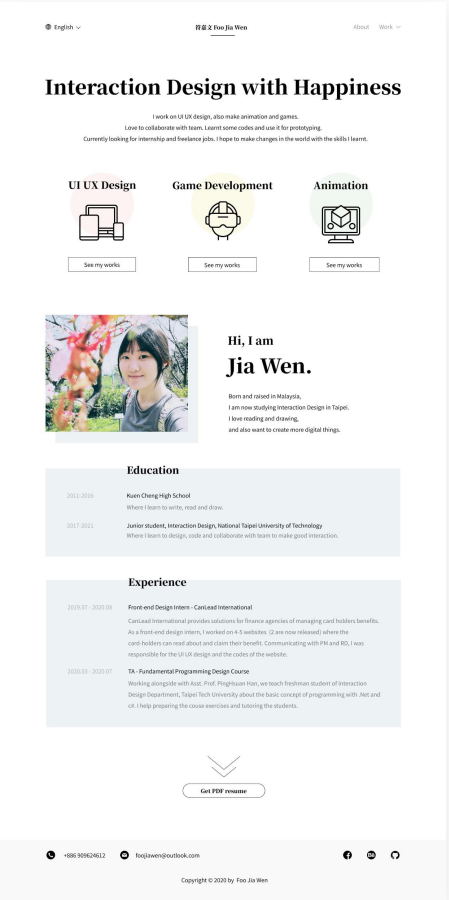 English
符嘉文 Foo Jia Wen
About Work
Interaction Design with Happiness
I work on UI UX design, also make animation and games.
Love to collaborate with team. Learnt some codes and use it for prototyping.
Currently looking for internship and freelance jobs. I hope to make changes in the world with the skills I learnt.
UI UX Design
Game Development
Animation
See my works
See my works
See my works
Hi, I am
Jia Wen.
Born and raised in Malaysia,
I am now studying Interaction Design in Taipei.
I love reading and drawing,
and also want to create more digital things.
Education
2011-2016
Kuen Cheng High School
Where I learn to write, read and draw.
2017-2021
Junior student, Interaction Design, National Taipei University of Technology
Where I learn to design, code and collaborate with team to make good interaction.
Experience
2019.07 - 2020.08
Front-end Design Intern - CanLead International
CanLead International provides solutions for finance agencies of managing card holders benefits.
As a front-end design intern, I worked on 4-5 websites (2 are now released) where the
card-holders can read about and claim their benefit. Communicating with PM and RD, I was
responsible for the UI UX design and the codes of the website.
2020.03 - 2020.07
TA - Fundamental Programming Design Course
Working alongside with Asst. Prof. PingHsuan Han, we teach freshman student of Interaction
Design Department, Taipei Tech University about the basic concept of programming with .Net and
c#. I help preparing the couse exercises and tutoring the students.
Get PDF resume
+886 909624612
foojiawen@outlook.com
Copyright © 2020 by Foo Jia Wen